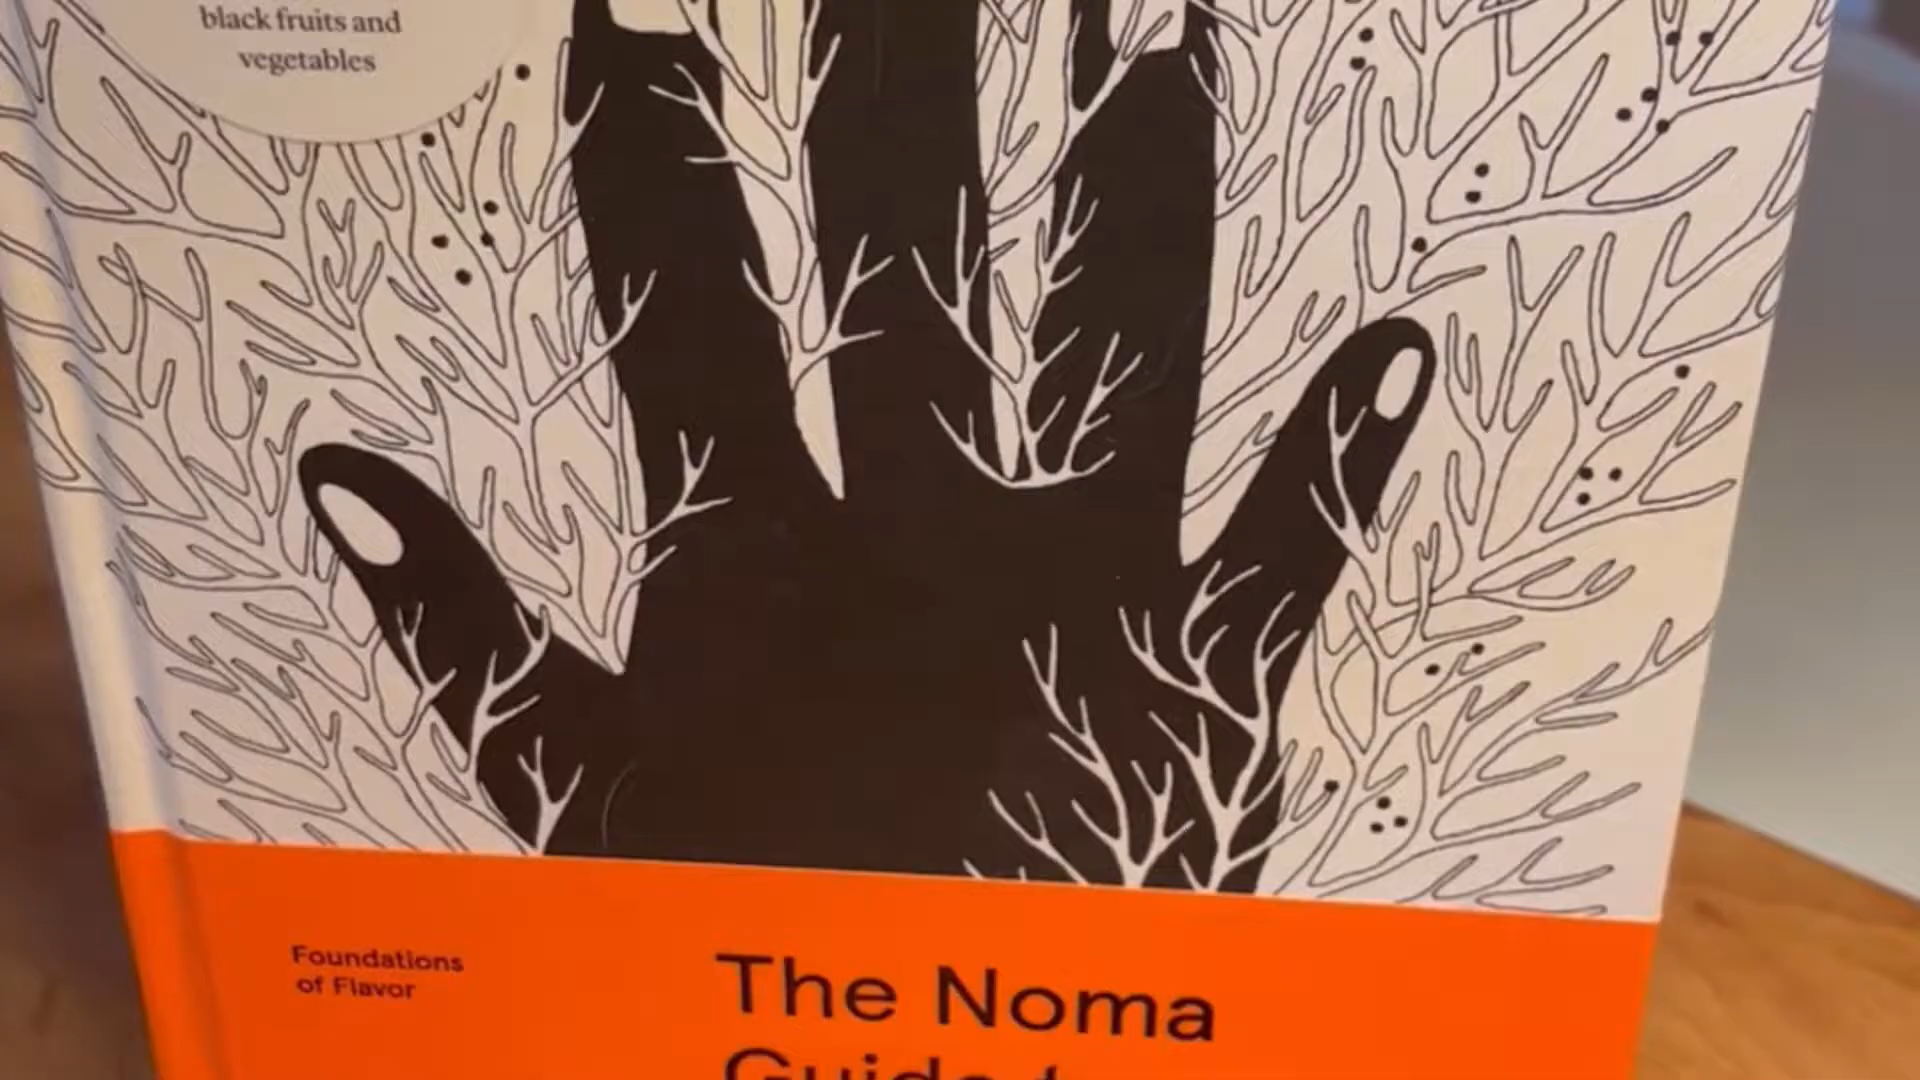 black fruits and
vegetables
Foundations
of Flavor
The Noma
Guide t